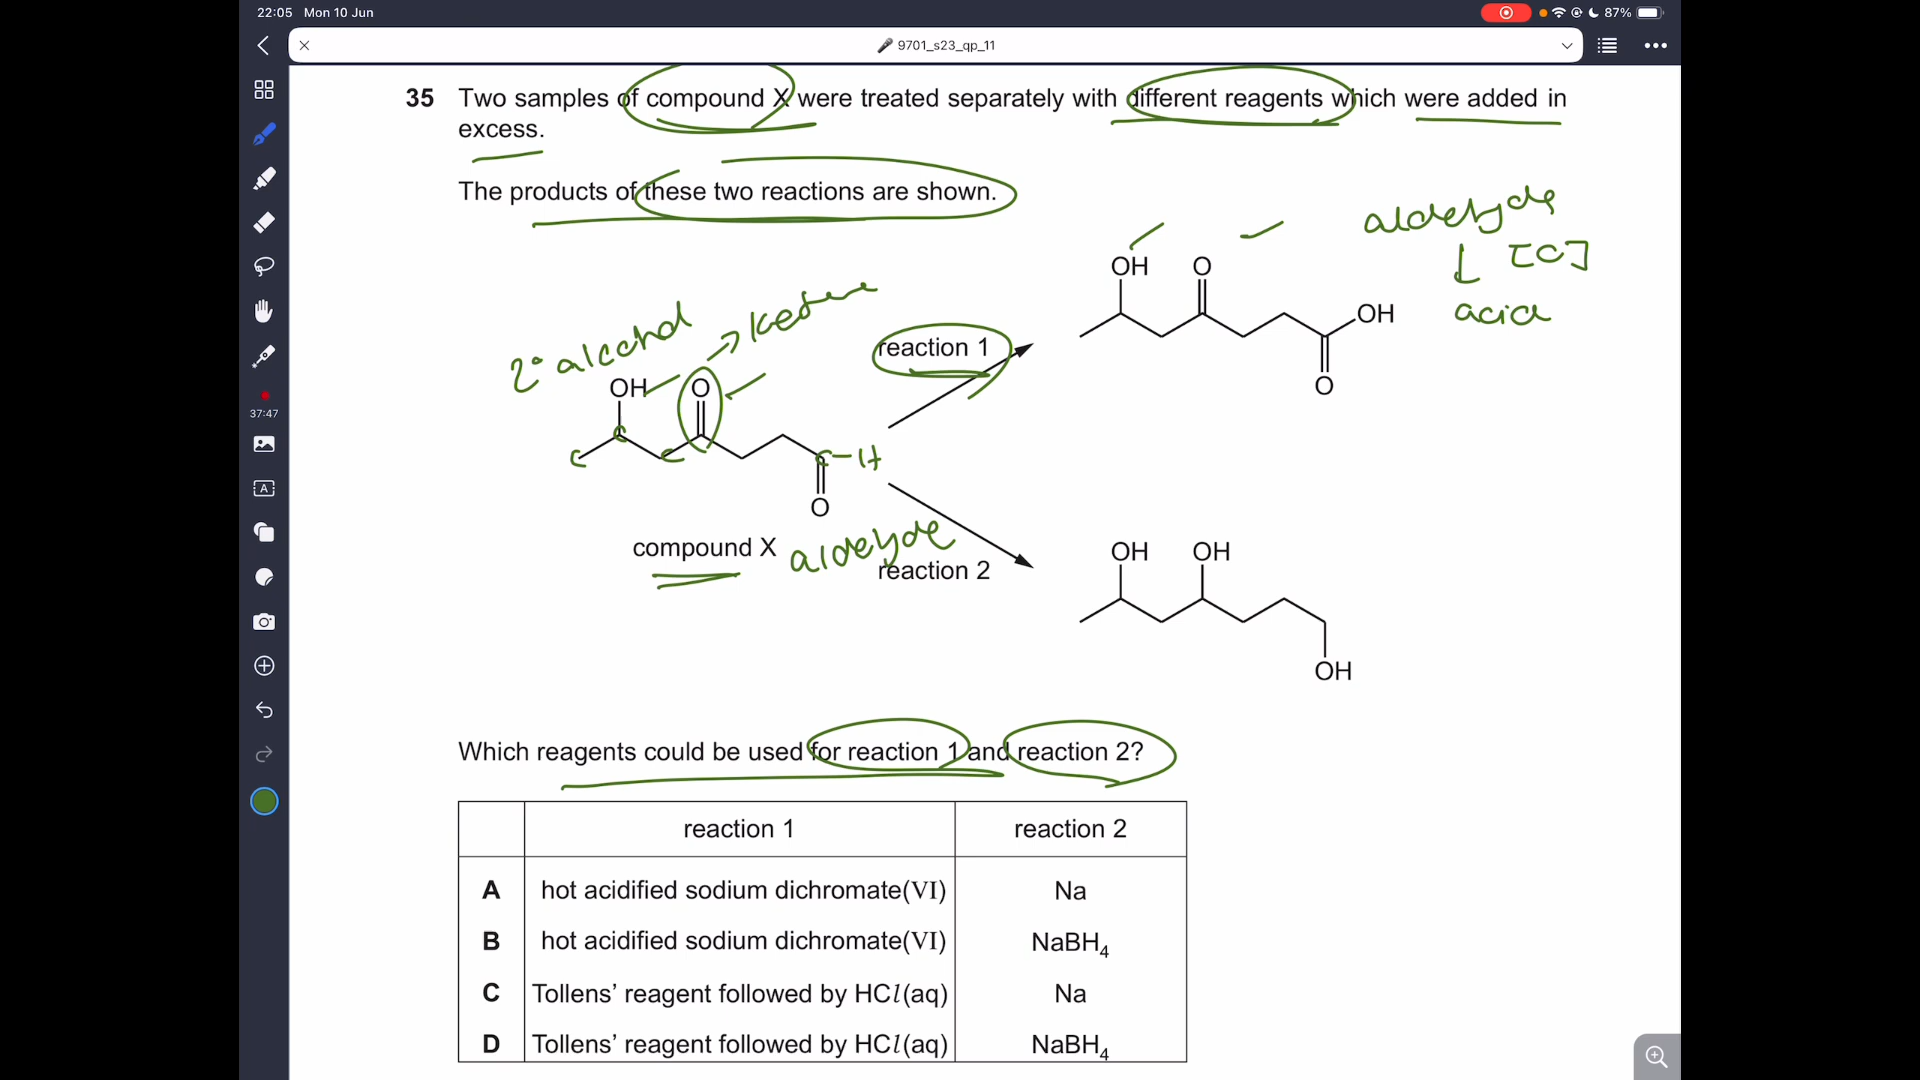 22:05 Mon 10 Jun
87%
9701_s23_qp_11
37:47
35 Two samples of compound X were treated separately with different reagents which were added in
excess.
The products of these two reactions are shown.
aldehyde
[C]
acid
OH O
OH
O
2° alcohol
ketone
reaction 1
OH O
C C C C-H
O
compound X
aldehyde
reaction 2
OH OH
OH
Which reagents could be used for reaction 1 and reaction 2?
reaction 1 reaction 2
A hot acidified sodium dichromate(VI) Na
B hot acidified sodium dichromate(VI) NaBH₄
C Tollens’ reagent followed by HCl(aq) Na
D Tollens’ reagent followed by HCl(aq) NaBH₄